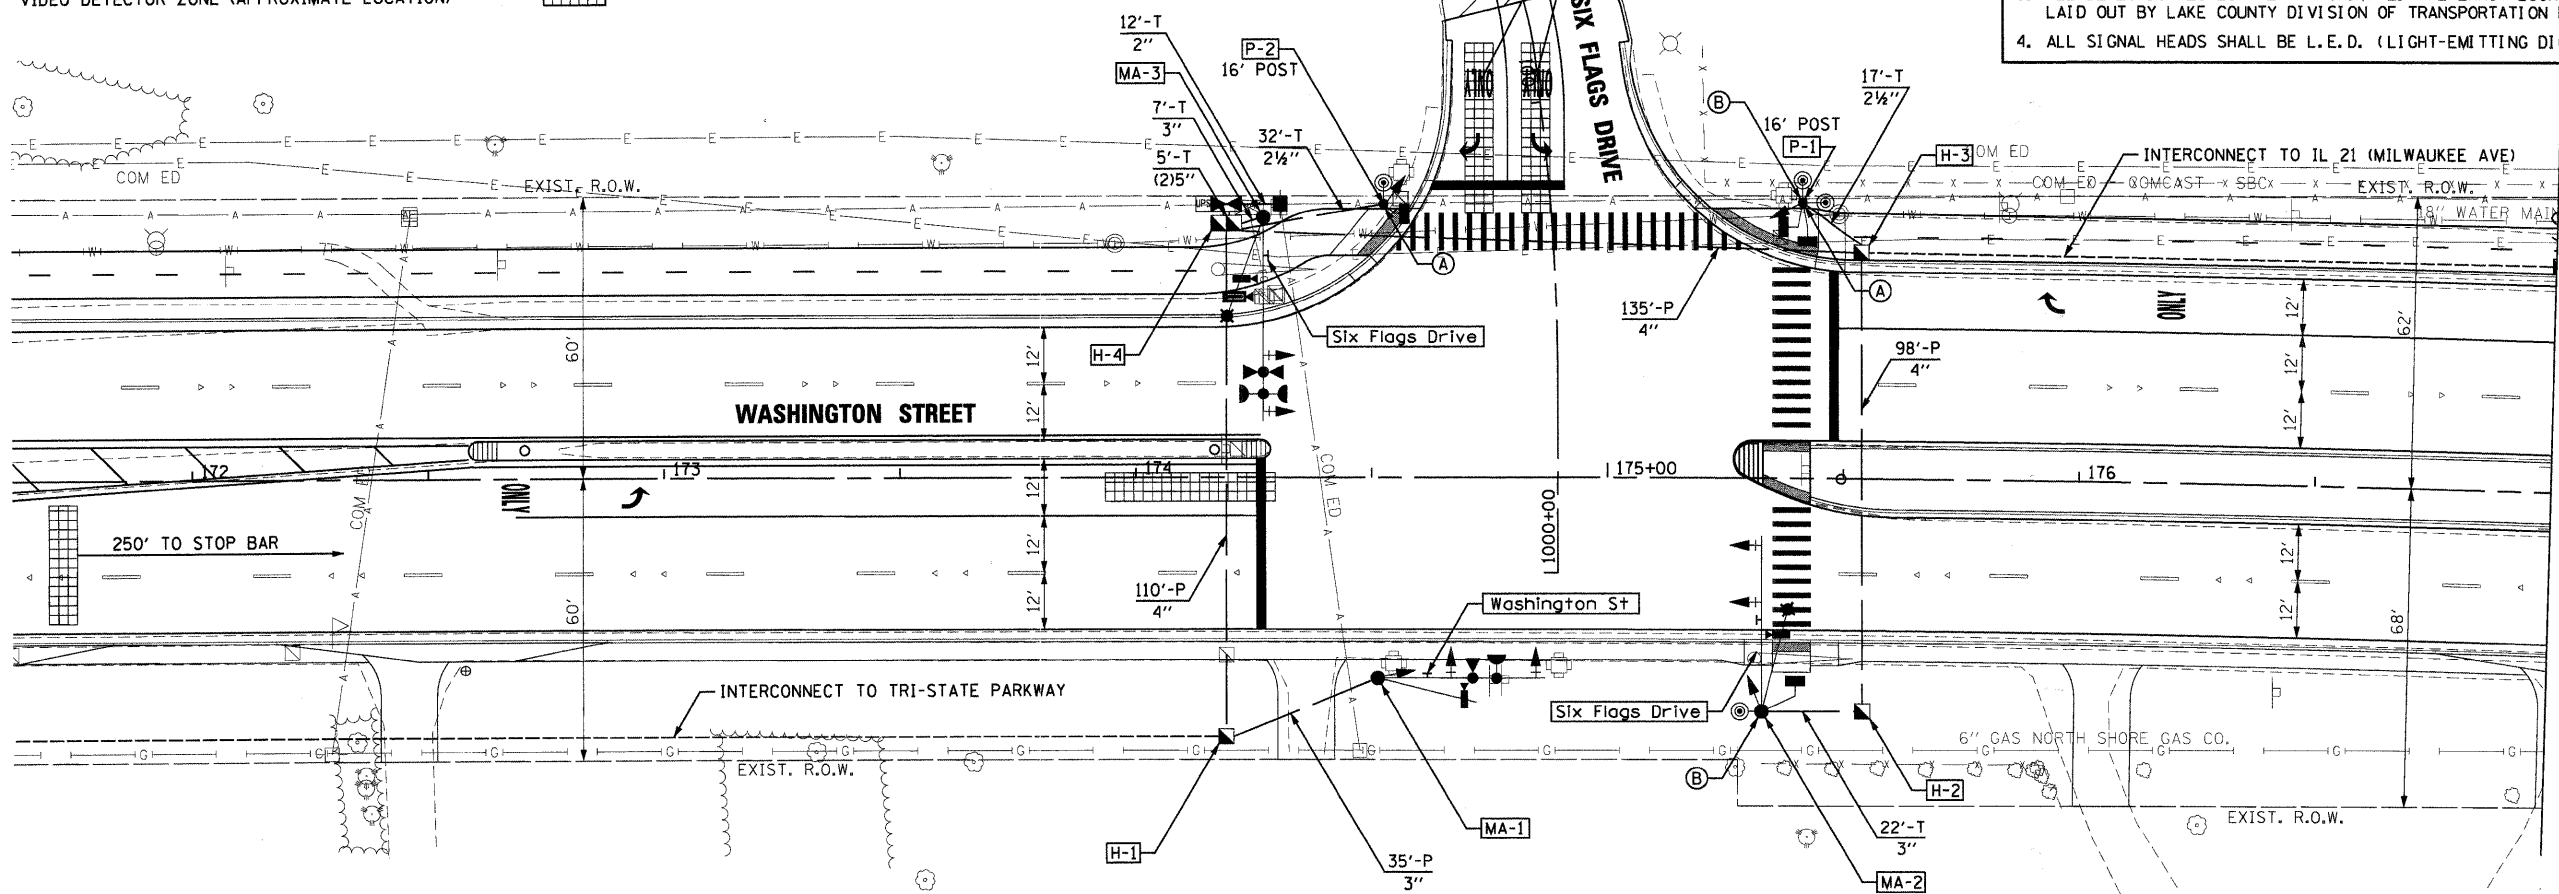 VIDEO DETECTOR ZONE (APPROXIMATE LOCATION)
LAID OUT BY LAKE COUNTY DIVISION OF TRANSPORTATION
4. ALL SIGNAL HEADS SHALL BE L.E.D. (LIGHT-EMITTING DI
12'-T
2"
MA-3
7'-T
3"
5'-T
(2)5"
P-2
16' POST
32'-T
2½"
SIX FLAGS DRIVE
ONLY
ONLY
B
17'-T
2½"
16' POST
P-1
H-3
COM ED
INTERCONNECT TO IL 21 (MILWAUKEE AVE)
COM ED - COMCAST - SBC
EXIST. R.O.W.
18" WATER MAIN
COM ED
EXIST. R.O.W.
UPS
A
A
H-4
Six Flags Drive
135'-P
4"
98'-P
4"
ONLY
12'
12'
12'
62'
60'
12'
12'
WASHINGTON STREET
172
173
174
175+00
176
1000+00
COM ED
COM ED
ONLY
250' TO STOP BAR
12'
12'
12'
60'
110'-P
4"
Washington St
12'
12'
68'
INTERCONNECT TO TRI-STATE PARKWAY
Six Flags Drive
6" GAS NORTH SHORE GAS CO.
EXIST. R.O.W.
B
H-2
EXIST. R.O.W.
H-1
35'-P
3"
MA-1
22'-T
3"
MA-2